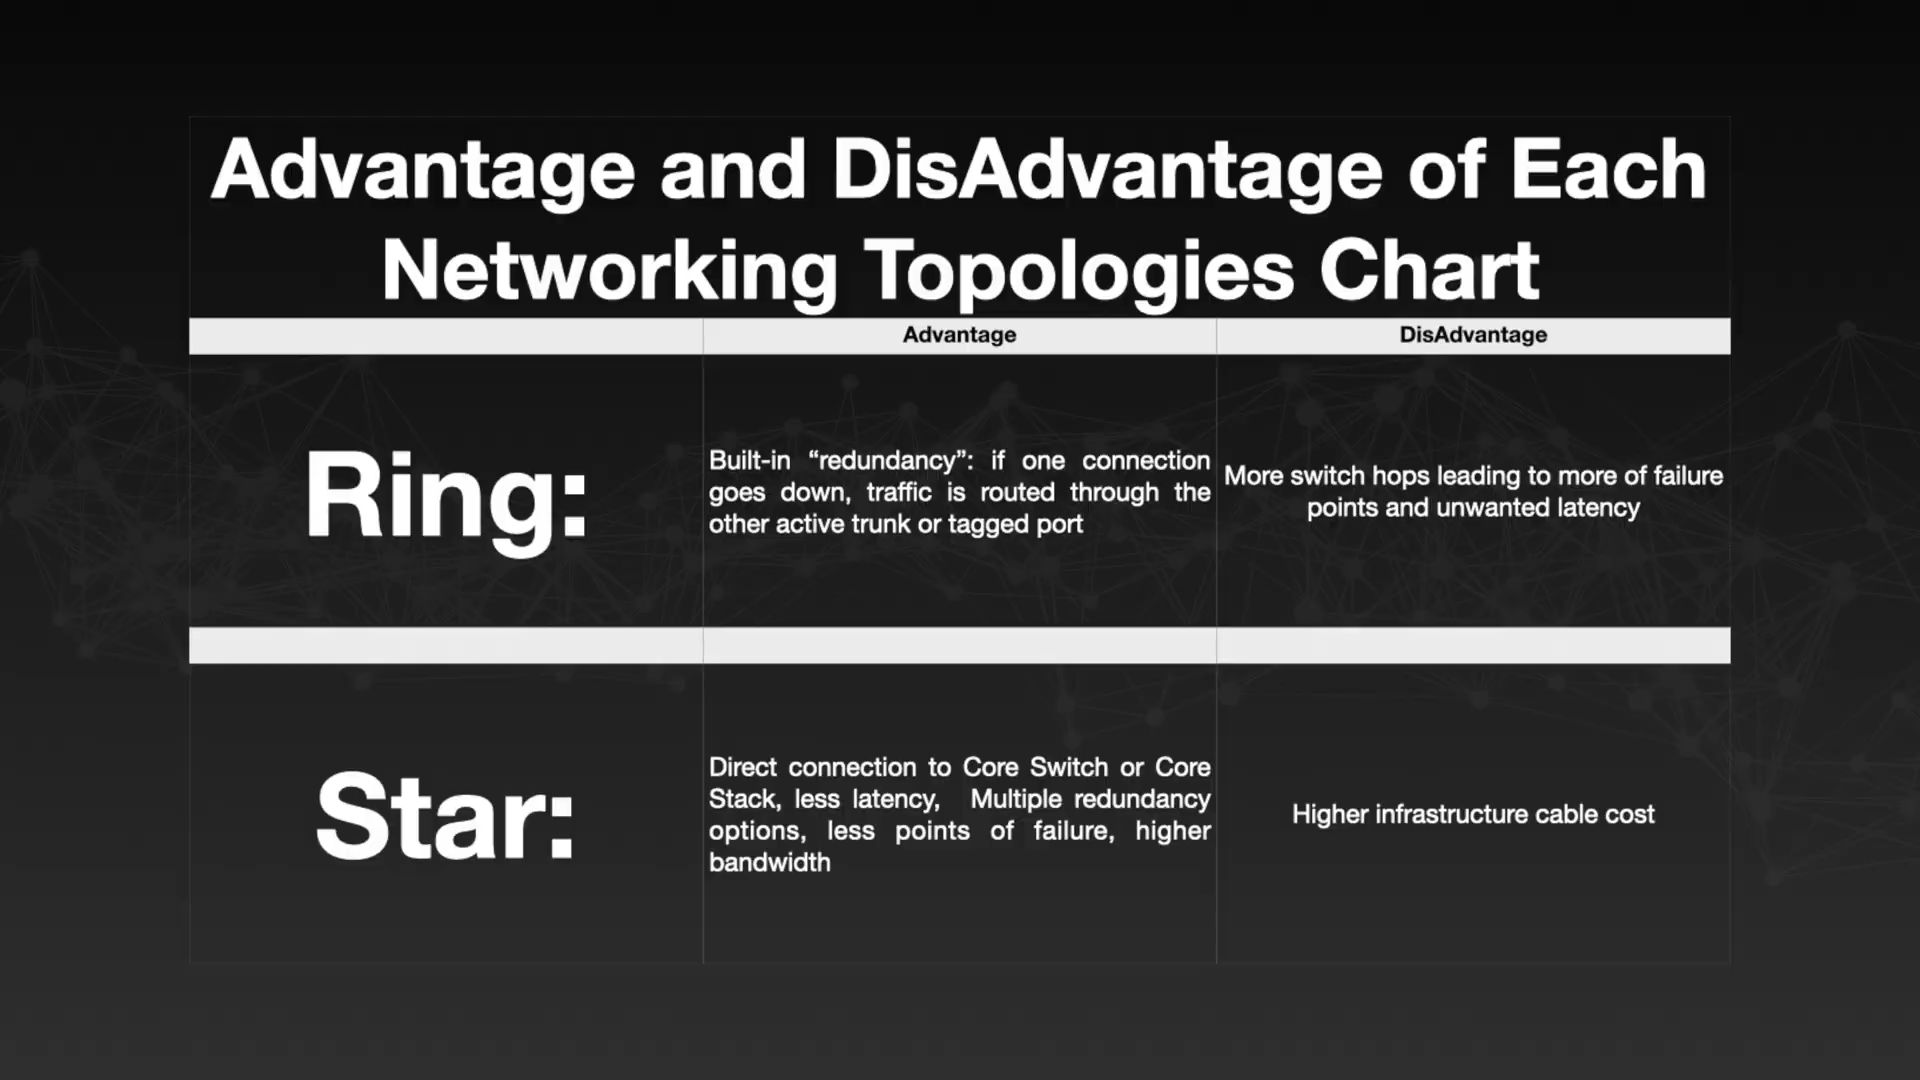 Advantage and DisAdvantage of Each
Networking Topologies Chart
Advantage
DisAdvantage
Ring:
Built-in “redundancy”: if one connection
goes down, traffic is routed through the
other active trunk or tagged port
More switch hops leading to more of failure
points and unwanted latency
Star:
Direct connection to Core Switch or Core
Stack, less latency, Multiple redundancy
options, less points of failure, higher
bandwidth
Higher infrastructure cable cost